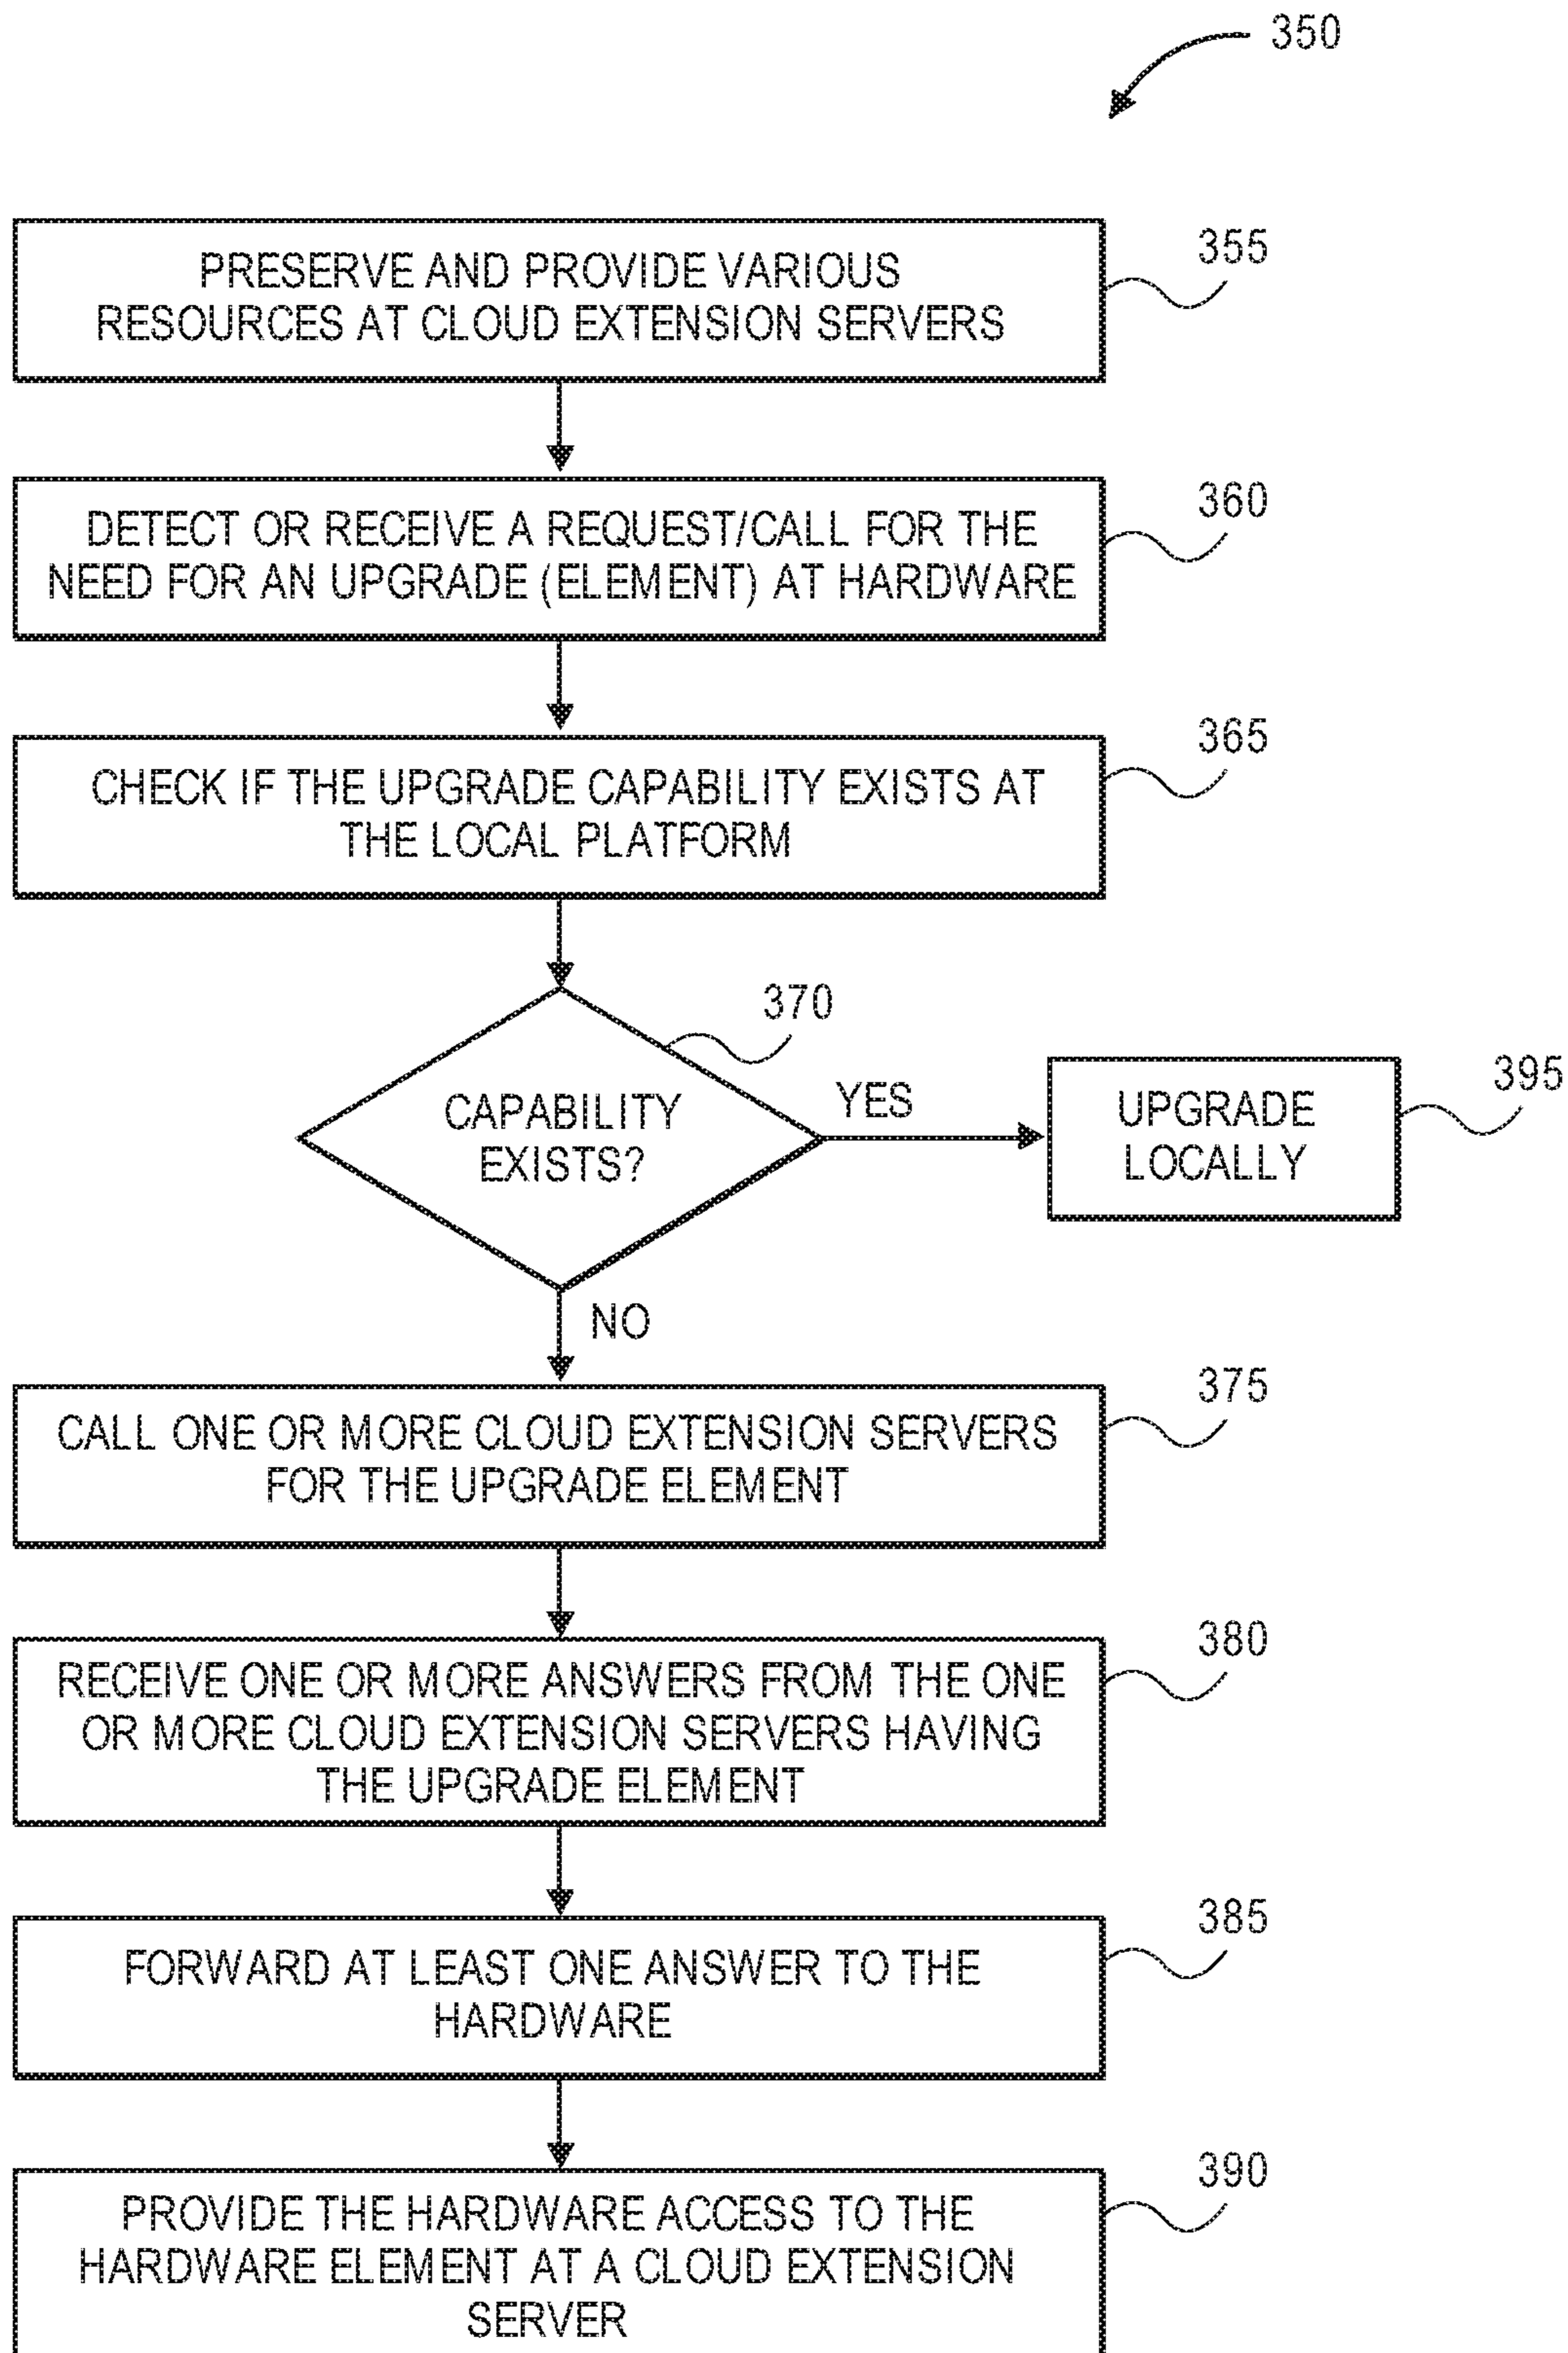 350
PRESERVE AND PROVIDE VARIOUS
RESOURCES AT CLOUD EXTENSION SERVERS
355
DETECT OR RECEIVE A REQUEST/CALL FOR THE
NEED FOR AN UPGRADE (ELEMENT) AT HARDWARE
360
CHECK IF THE UPGRADE CAPABILITY EXISTS AT
THE LOCAL PLATFORM
365
370
CAPABILITY
EXISTS?
YES
UPGRADE
LOCALLY
395
NO
CALL ONE OR MORE CLOUD EXTENSION SERVERS
FOR THE UPGRADE ELEMENT
375
RECEIVE ONE OR MORE ANSWERS FROM THE ONE
OR MORE CLOUD EXTENSION SERVERS HAVING
THE UPGRADE ELEMENT
380
FORWARD AT LEAST ONE ANSWER TO THE
HARDWARE
385
PROVIDE THE HARDWARE ACCESS TO THE
HARDWARE ELEMENT AT A CLOUD EXTENSION
SERVER
390